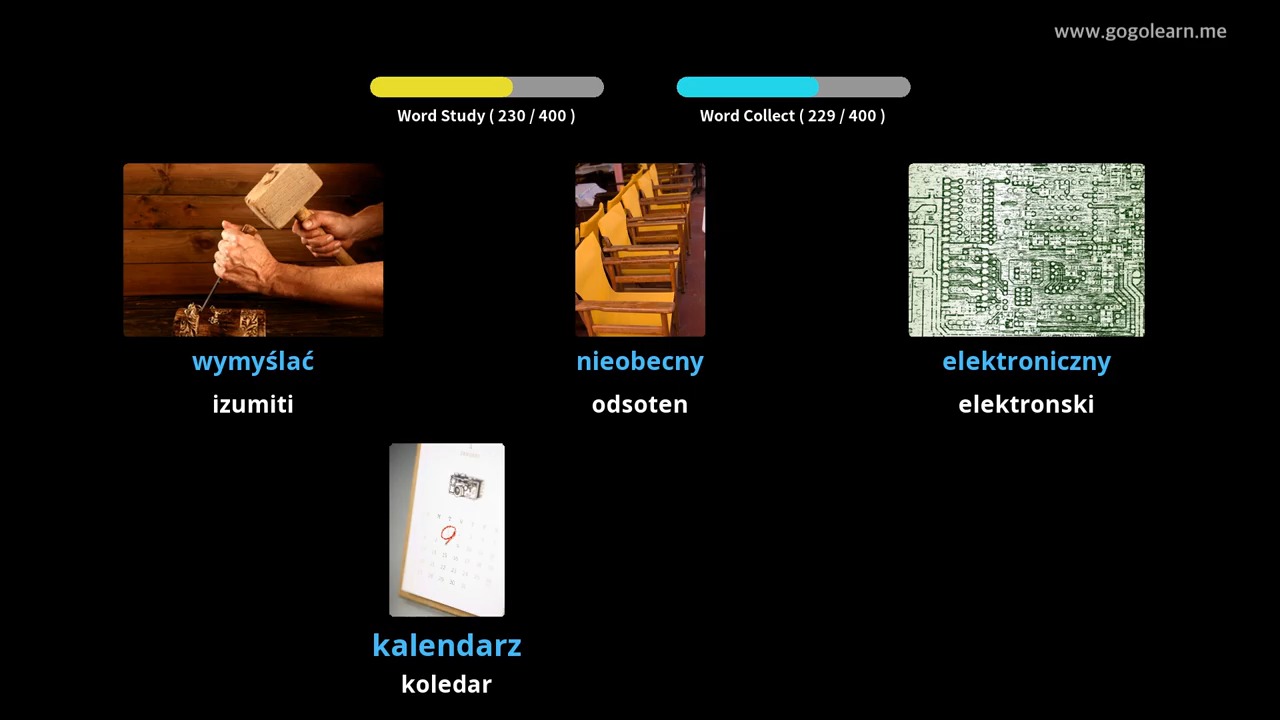 www.gogolearn.me
Word Study ( 230 / 400 )
Word Collect ( 229 / 400 )
wymyślać
nieobecny
elektroniczny
izumiti
odsoten
elektronski
kalendarz
koledar